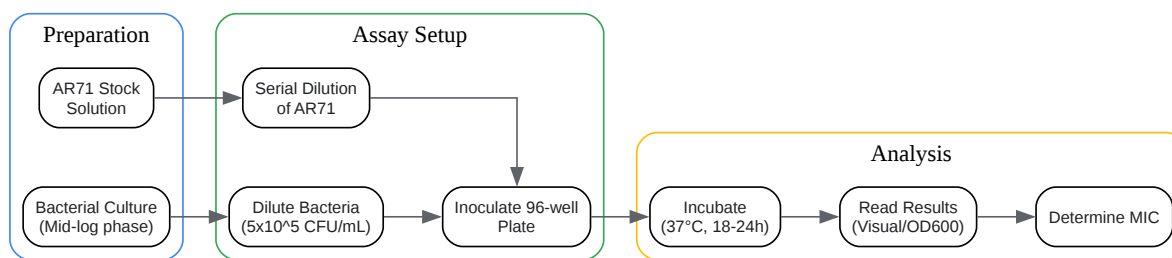 Preparation
Assay Setup
AR71 Stock
Solution
Serial Dilution
of AR71
Analysis
Bacterial Culture
(Mid-log phase)
Dilute Bacteria
(5x10^5 CFU/mL)
Inoculate 96-well
Plate
Incubate
(37°C, 18-24h)
Read Results
(Visual/OD600)
Determine MIC